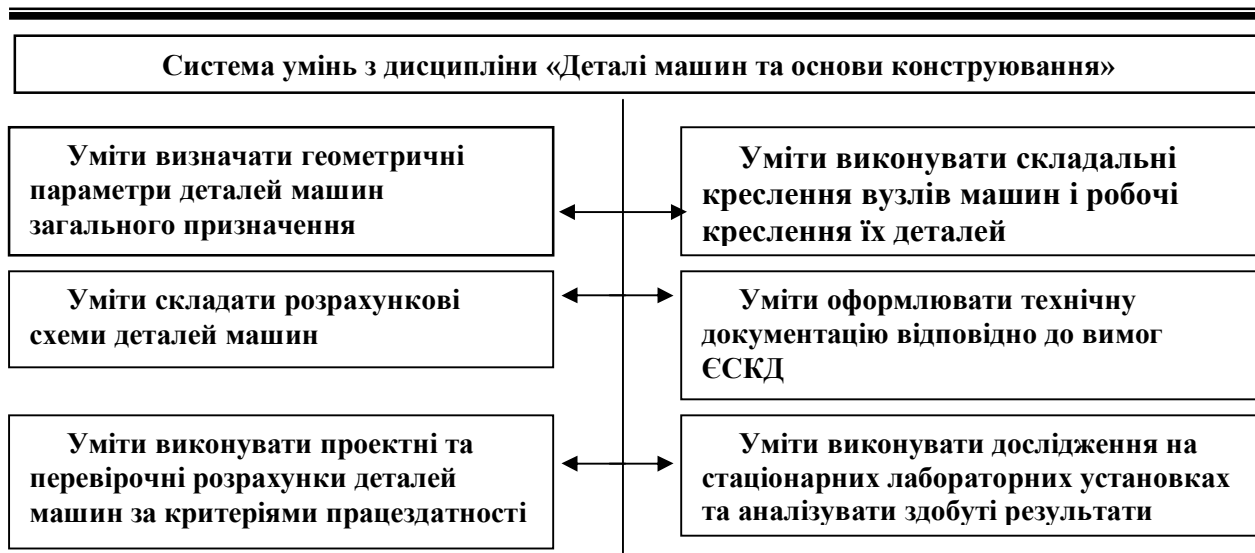 Система умінь з дисципліни «Деталі машин та основи конструювання»
Уміти визначати геометричні
параметри деталей машин
загального призначення
Уміти виконувати складальні
креслення вузлів машин і робочі
креслення їх деталей
Уміти складати розрахункові
схеми деталей машин
Уміти оформлювати технічну
документацію відповідно до вимог
ЄСКД
Уміти виконувати проектні та
перевірочні розрахунки деталей
машин за критеріями працездатності
Уміти виконувати дослідження на
стаціонарних лабораторних установках
та аналізувати здобуті результати